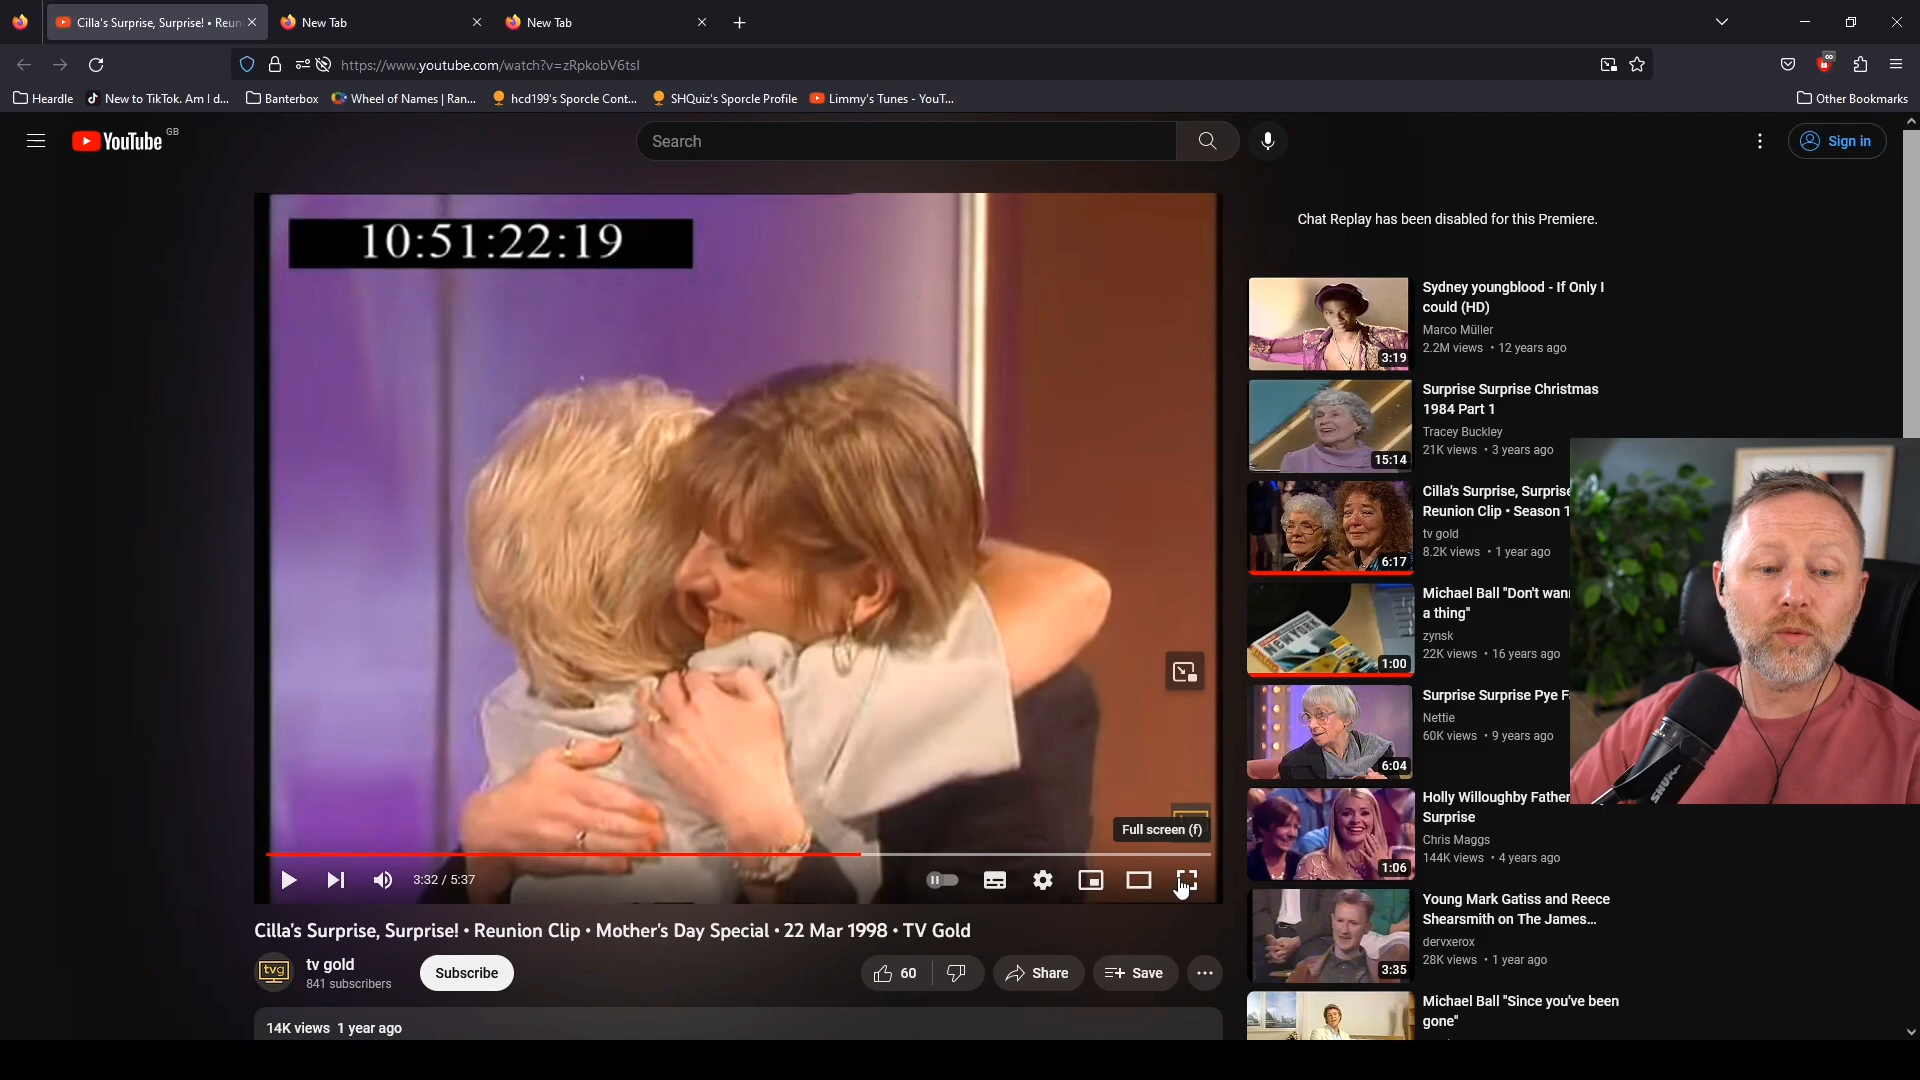 Cilla's Surprise, Surprise! • Reun
New Tab
New Tab
https://www.youtube.com/watch?v=zRpkobV6tsI
Heardle
New to TikTok. Am I d...
Banterbox
Wheel of Names | Ran...
hcd199's Sporcle Cont...
SHQuiz's Sporcle Profile
Limmy's Tunes - YouT...
Other Bookmarks
YouTube GB
Search
Sign in
10:51:22:19
Full screen (f)
3:32 / 5:37
Cilla's Surprise, Surprise! • Reunion Clip • Mother's Day Special • 22 Mar 1998 • TV Gold
tvg
tv gold
841 subscribers
Subscribe
60
Share
Save
14K views 1 year ago
Chat Replay has been disabled for this Premiere.
3:19
Sydney youngblood - If Only I
could (HD)
Marco Müller
2.2M views • 12 years ago
15:14
Surprise Surprise Christmas
1984 Part 1
Tracey Buckley
21K views • 3 years ago
6:17
Cilla's Surprise, Surprise
Reunion Clip • Season 1
tv gold
8.2K views • 1 year ago
1:00
Michael Ball "Don't wan
a thing"
zynsk
22K views • 16 years ago
6:04
Surprise Surprise Pye F
Nettie
60K views • 9 years ago
1:06
Holly Willoughby Father
Surprise
Chris Maggs
144K views • 4 years ago
3:35
Young Mark Gatiss and Reece
Shearsmith on The James...
dervxerox
28K views • 1 year ago
Michael Ball "Since you've been
gone"
SHURE